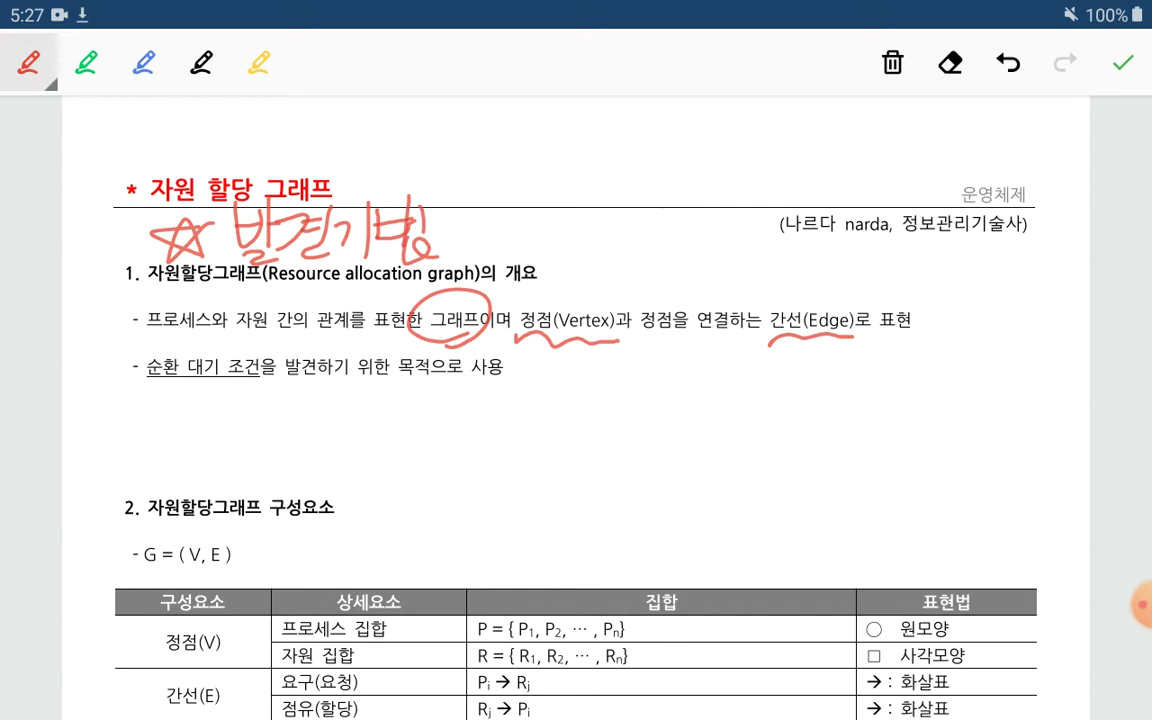 5:27
100%
* 자원 할당 그래프
운영체제
☆ 발견기법
(나르다 narda, 정보관리기술사)
1. 자원할당그래프(Resource allocation graph)의 개요
- 프로세스와 자원 간의 관계를 표현한 그래프이며 정점(Vertex)과 정점을 연결하는 간선(Edge)로 표현
- 순환 대기 조건을 발견하기 위한 목적으로 사용
2. 자원할당그래프 구성요소
- G = ( V, E )
구성요소 상세요소 집합 표현법
정점(V) 프로세스 집합 P = { P₁, P₂, ⋯ , Pₙ} ○ 원모양
자원 집합 R = { R₁, R₂, ⋯ , Rₙ} □ 사각모양
간선(E) 요구(요청) Pᵢ → Rⱼ → : 화살표
점유(할당) Rⱼ → Pᵢ → : 화살표